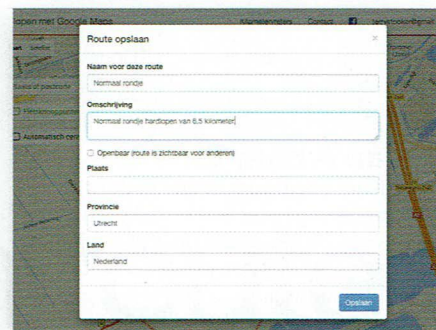 lopen met Google Maps Kilometermeters Contact
Route opslaan ×
Naam voor deze route
Normaal rondje
Omschrijving
Normaal rondje hardlopen van 6,5 kilometer
Openbaar (route is zichtbaar voor anderen)
Plaats
Provincie
Utrecht
Land
Nederland
Opslaan